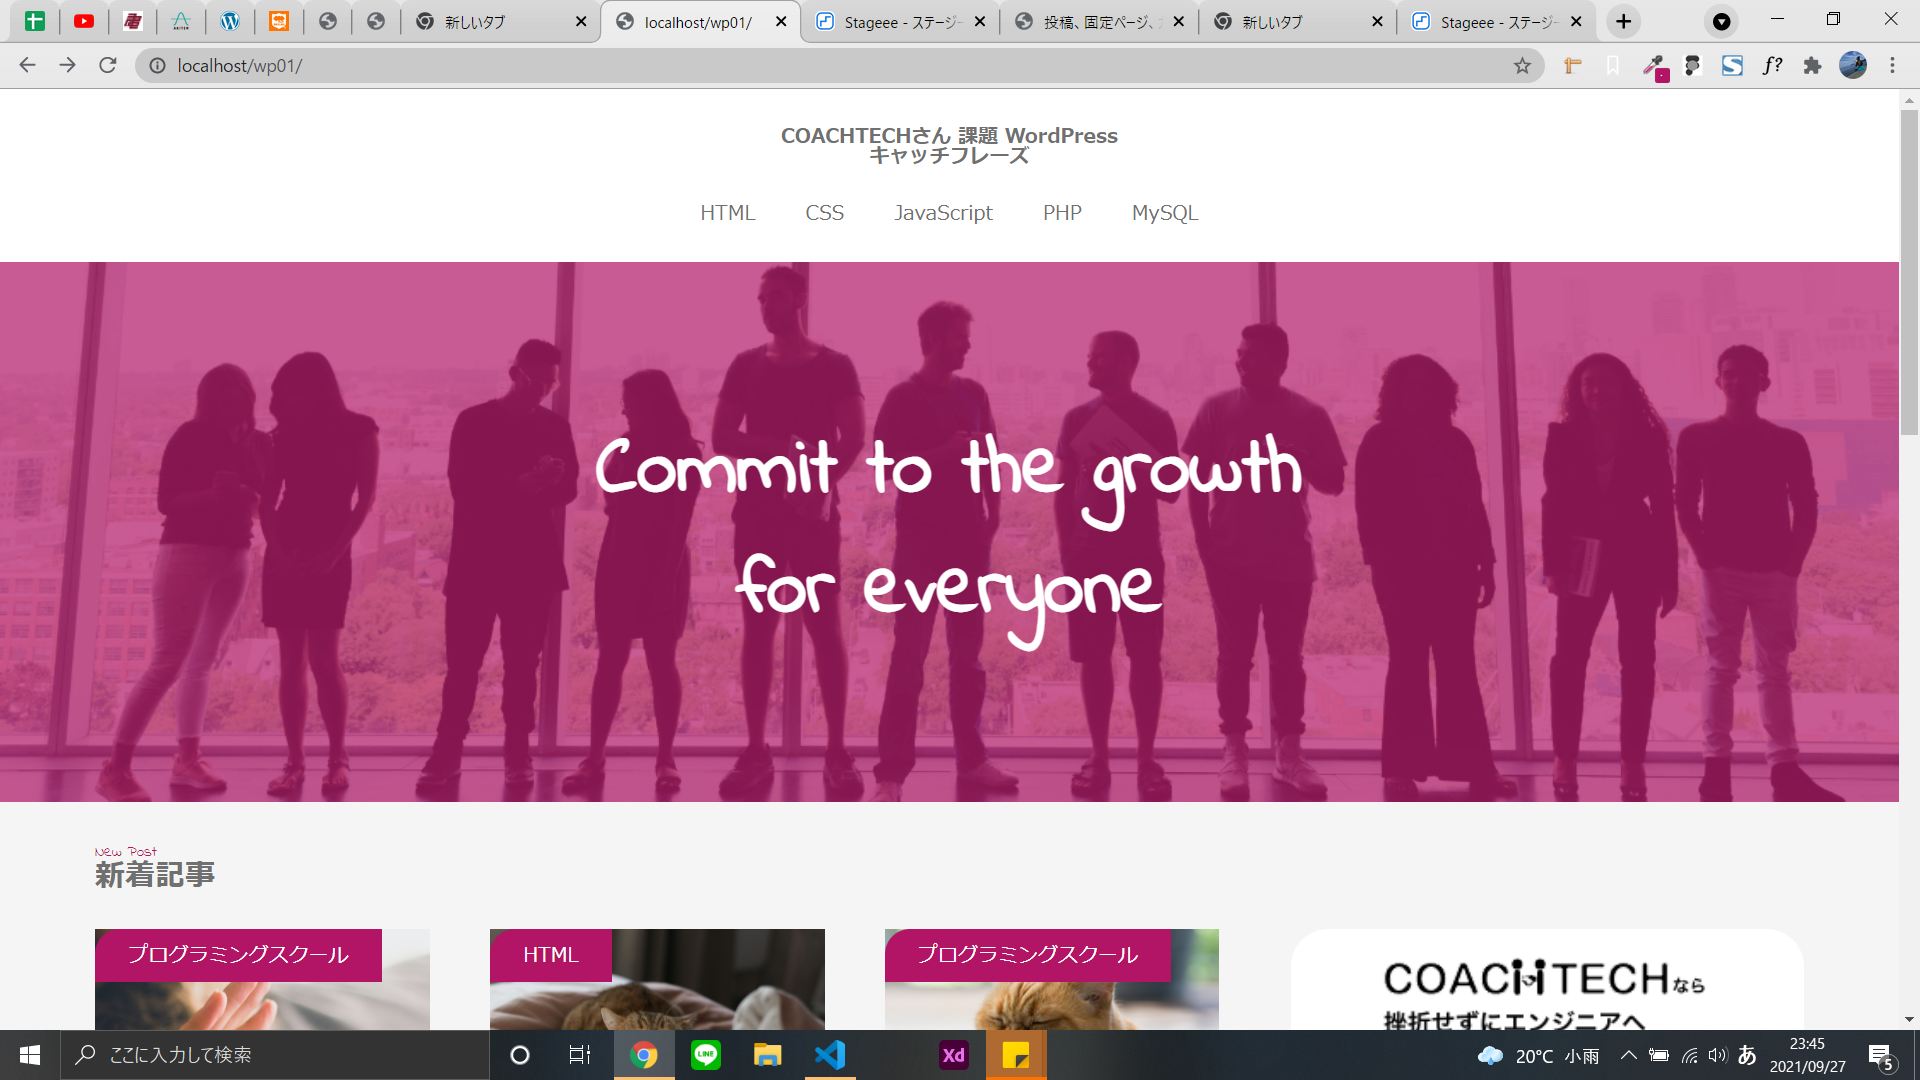 新しいタブ
localhost/wp01/
Stageee - ステージ
投稿、固定ページ、
新しいタブ
Stageee - ステージ
localhost/wp01/
f?
COACHTECHさん 課題 WordPress
キャッチフレーズ
HTML CSS JavaScript PHP MySQL
Commit to the growth
for everyone
New Post
新着記事
プログラミングスクール
HTML
プログラミングスクール
COACHTECHなら
挫折せずにエンジニアへ
ここに入力して検索
LINE
Xd
20°C 小雨
あ
23:45
2021/09/27
5